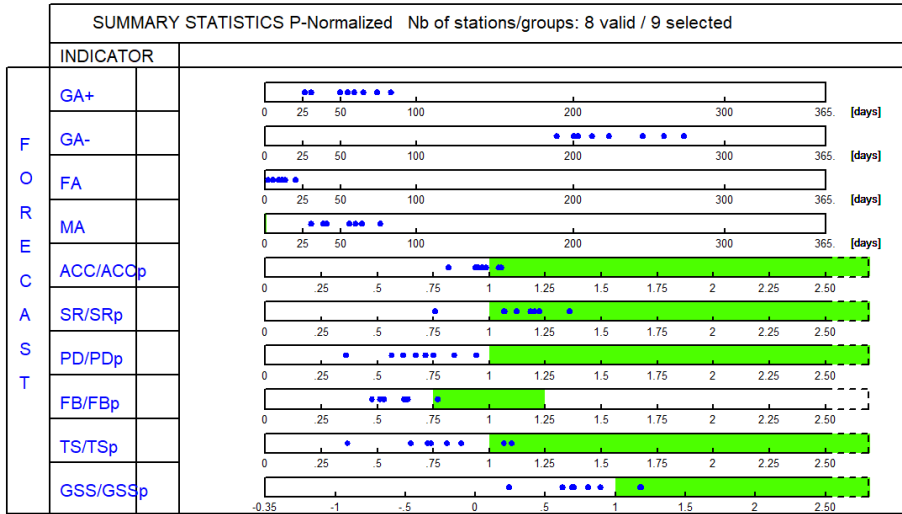 SUMMARY STATISTICS P-Normalized Nb of stations/groups: 8 valid / 9 selected
INDICATOR
FORECAST
GA+
0 25 50 100 200 300 365. [days]
GA-
0 25 50 100 200 300 365. [days]
FA
0 25 50 100 200 300 365. [days]
MA
0 25 50 100 200 300 365. [days]
ACC/ACCp
0 .25 .5 .75 1 1.25 1.5 1.75 2 2.25 2.50
SR/SRp
0 .25 .5 .75 1 1.25 1.5 1.75 2 2.25 2.50
PD/PDp
0 .25 .5 .75 1 1.25 1.5 1.75 2 2.25 2.50
FB/FBp
0 .25 .5 .75 1 1.25 1.5 1.75 2 2.25 2.50
TS/TSp
0 .25 .5 .75 1 1.25 1.5 1.75 2 2.25 2.50
GSS/GSSp
-0.35 -1 -.5 0 .5 1 1.5 2 2.50